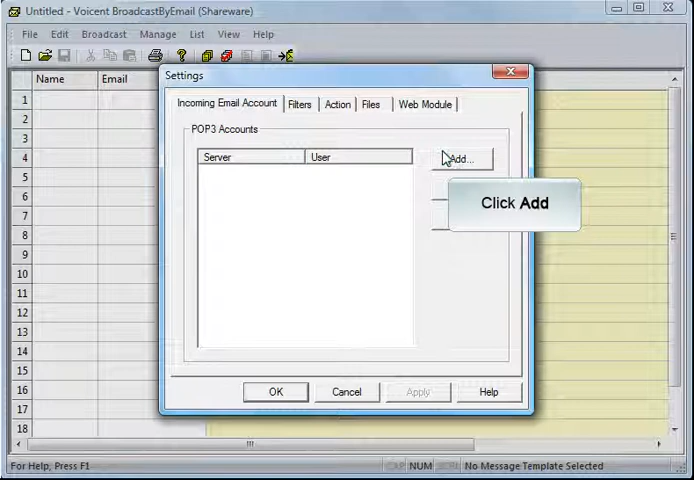 Untitled - Voicent BroadcastByEmail (Shareware)
File Edit Broadcast Manage List View Help
Settings
Name Email
Incoming Email Account Filters Action Files Web Module
POP3 Accounts
Server User
Add...
Click Add
1
2
3
4
5
6
7
8
9
10
11
12
13
14
15
16
17
18
OK Cancel Apply Help
For Help, Press F1 CAP NUM SCRL No Message Template Selected